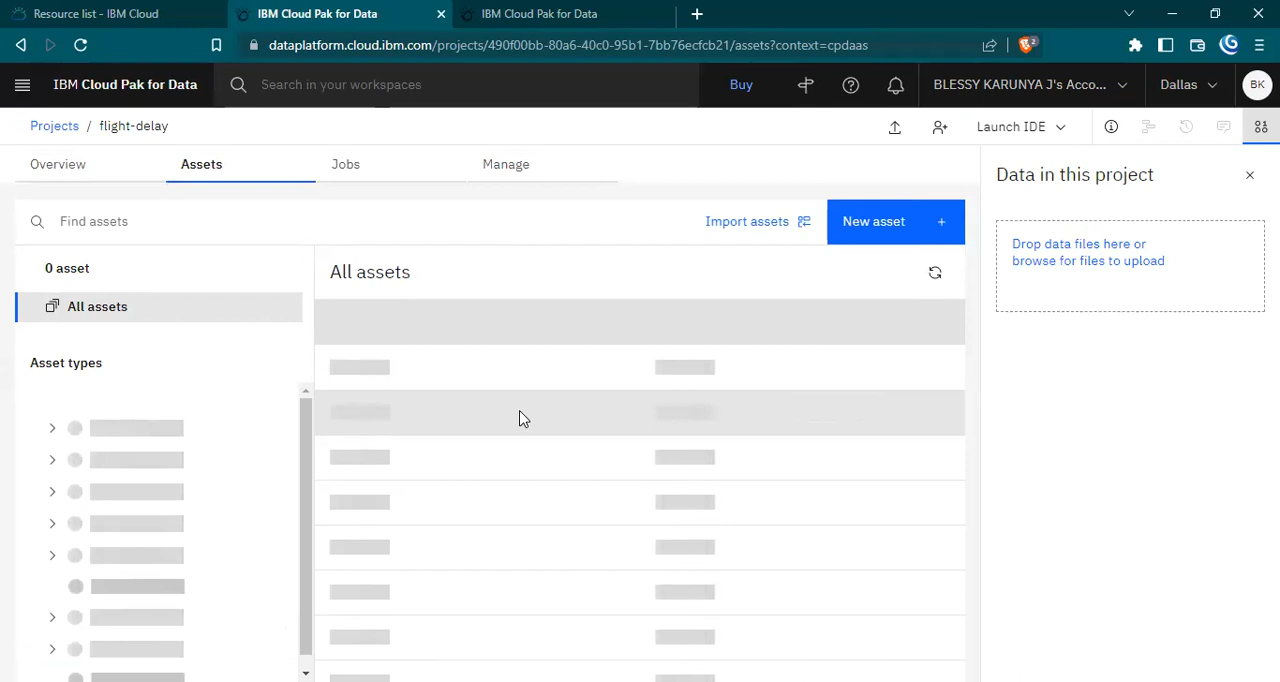 Resource list - IBM Cloud
IBM Cloud Pak for Data
IBM Cloud Pak for Data
dataplatform.cloud.ibm.com/projects/490f00bb-80a6-40c0-95b1-7bb76ecfcb21/assets?context=cpdaas
2
IBM Cloud Pak for Data
Search in your workspaces
Buy
BLESSY KARUNYA J's Acco...
Dallas
BK
Projects / flight-delay
Launch IDE
Overview
Assets
Jobs
Manage
Data in this project
Find assets
Import assets
New asset +
Drop data files here or
browse for files to upload
0 asset
All assets
All assets
Asset types